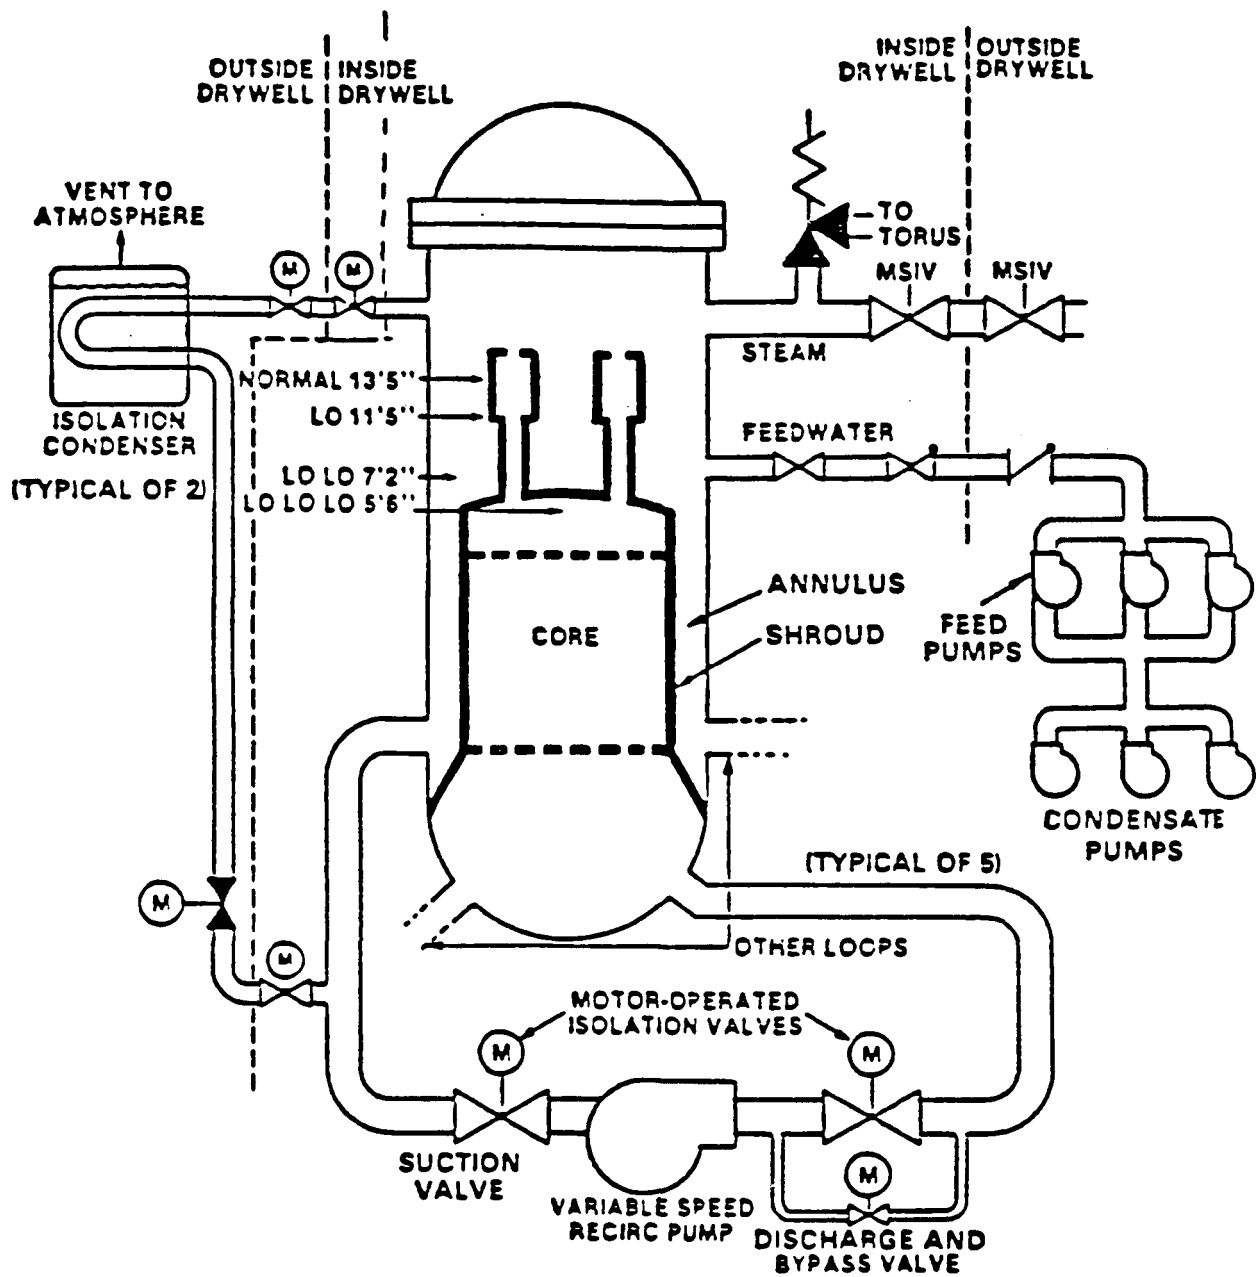 OUTSIDE
DRYWELL
INSIDE
DRYWELL
INSIDE
DRYWELL
OUTSIDE
DRYWELL
VENT TO
ATMOSPHERE
M
M
TO
TORUS
MSIV
MSIV
STEAM
NORMAL 13'5"
LO 11'5"
ISOLATION
CONDENSER
(TYPICAL OF 2)
LO LO 7'2"
LO LO LO 5'6"
FEEDWATER
ANNULUS
SHROUD
CORE
FEED
PUMPS
CONDENSATE
PUMPS
(TYPICAL OF 5)
M
M
OTHER LOOPS
MOTOR-OPERATED
ISOLATION VALVES
M
M
SUCTION
VALVE
M
VARIABLE SPEED
RECIRC PUMP
DISCHARGE AND
BYPASS VALVE